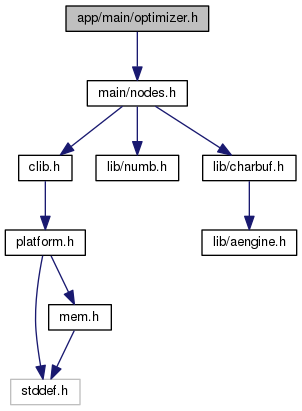 app/main/optimizer.h
main/nodes.h
clib.h
lib/numb.h
lib/charbuf.h
platform.h
lib/aengine.h
mem.h
stddef.h